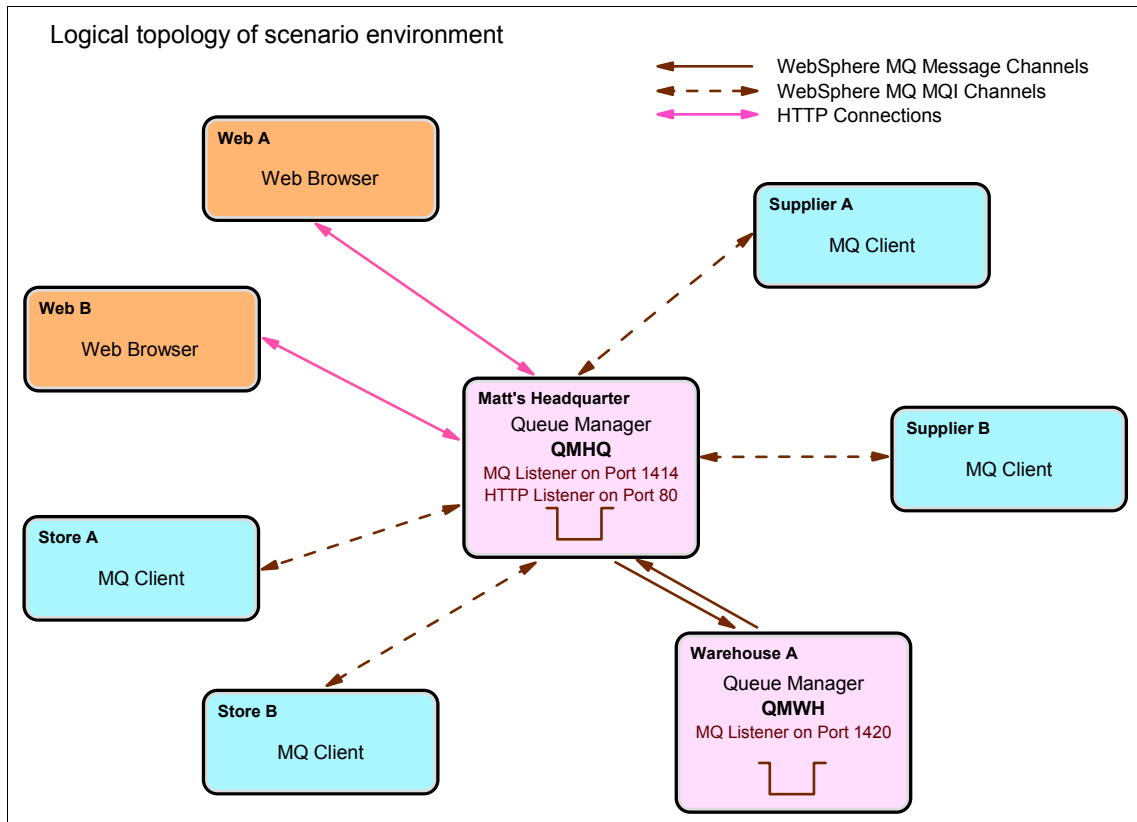 Logical topology of scenario environment
WebSphere MQ Message Channels
WebSphere MQ MQI Channels
HTTP Connections
Web A
Web Browser
Supplier A
MQ Client
Web B
Web Browser
Matt's Headquarter
Queue Manager
QMHQ
MQ Listener on Port 1414
HTTP Listener on Port 80
Supplier B
MQ Client
Store A
MQ Client
Warehouse A
Queue Manager
QMWH
MQ Listener on Port 1420
Store B
MQ Client